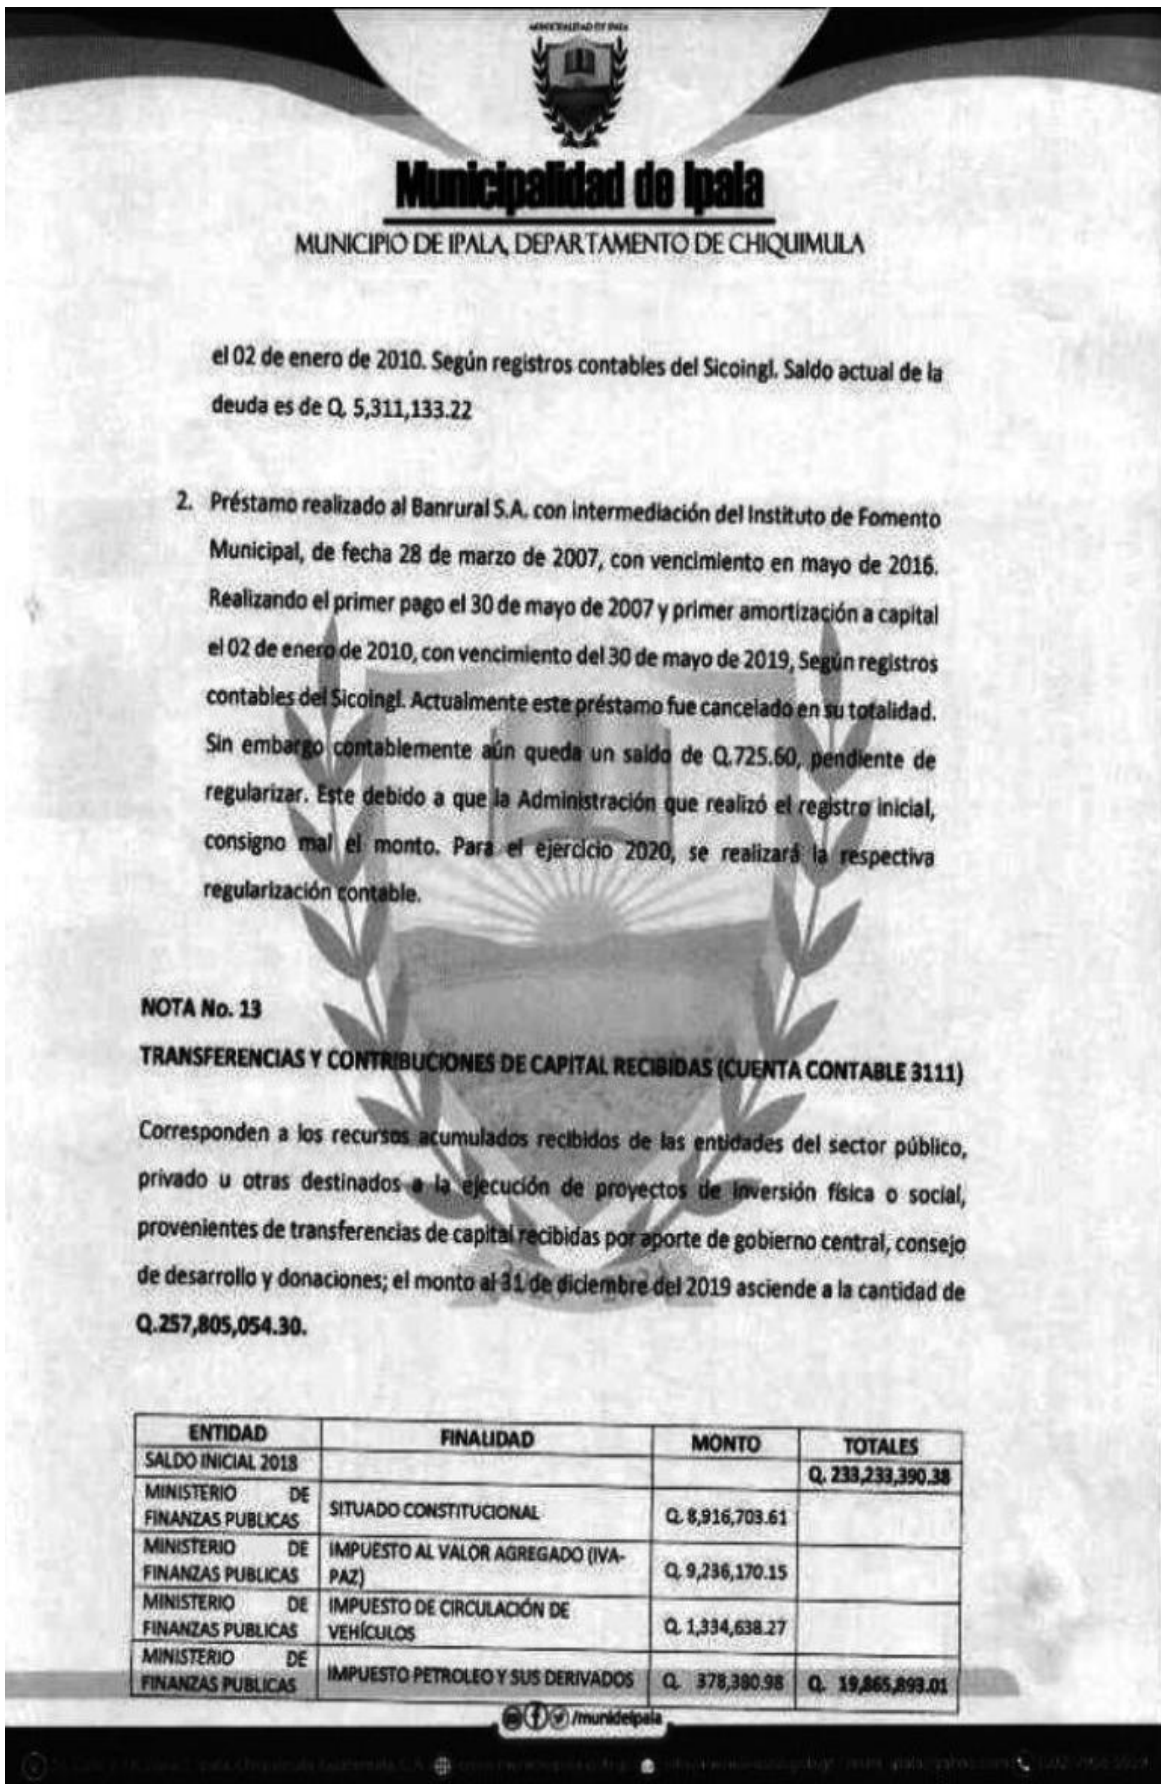 MUNICIPALIDAD DE IPALA
Municipalidad de Ipala
MUNICIPIO DE IPALA, DEPARTAMENTO DE CHIQUIMULA
el 02 de enero de 2010. Según registros contables del Sicoingl. Saldo actual de la
deuda es de Q. 5,311,133.22
2. Préstamo realizado al Banrural S.A. con intermediación del Instituto de Fomento
Municipal, de fecha 28 de marzo de 2007, con vencimiento en mayo de 2016.
Realizando el primer pago el 30 de mayo de 2007 y primer amortización a capital
el 02 de enero de 2010, con vencimiento del 30 de mayo de 2019, Según registros
contables del Sicoingl. Actualmente este préstamo fue cancelado en su totalidad.
Sin embargo contablemente aún queda un saldo de Q.725.60, pendiente de
regularizar. Este debido a que la Administración que realizó el registro inicial,
consigno mal el monto. Para el ejercicio 2020, se realizará la respectiva
regularización contable.
NOTA No. 13
TRANSFERENCIAS Y CONTRIBUCIONES DE CAPITAL RECIBIDAS (CUENTA CONTABLE 3111)
Corresponden a los recursos acumulados recibidos de las entidades del sector público,
privado u otras destinados a la ejecución de proyectos de inversión física o social,
provenientes de transferencias de capital recibidas por aporte de gobierno central, consejo
de desarrollo y donaciones; el monto al 31 de diciembre del 2019 asciende a la cantidad de
Q.257,805,054.30.
ENTIDAD FINALIDAD MONTO TOTALES
SALDO INICIAL 2018 Q. 233,233,390.38
MINISTERIO DE
FINANZAS PUBLICAS SITUADO CONSTITUCIONAL Q. 8,916,703.61
MINISTERIO DE IMPUESTO AL VALOR AGREGADO (IVA-
FINANZAS PUBLICAS PAZ) Q. 9,236,170.15
MINISTERIO DE IMPUESTO DE CIRCULACIÓN DE
FINANZAS PUBLICAS VEHÍCULOS Q. 1,334,638.27
MINISTERIO DE
FINANZAS PUBLICAS IMPUESTO PETROLEO Y SUS DERIVADOS Q. 378,380.98 Q. 19,865,893.01
/munideipala